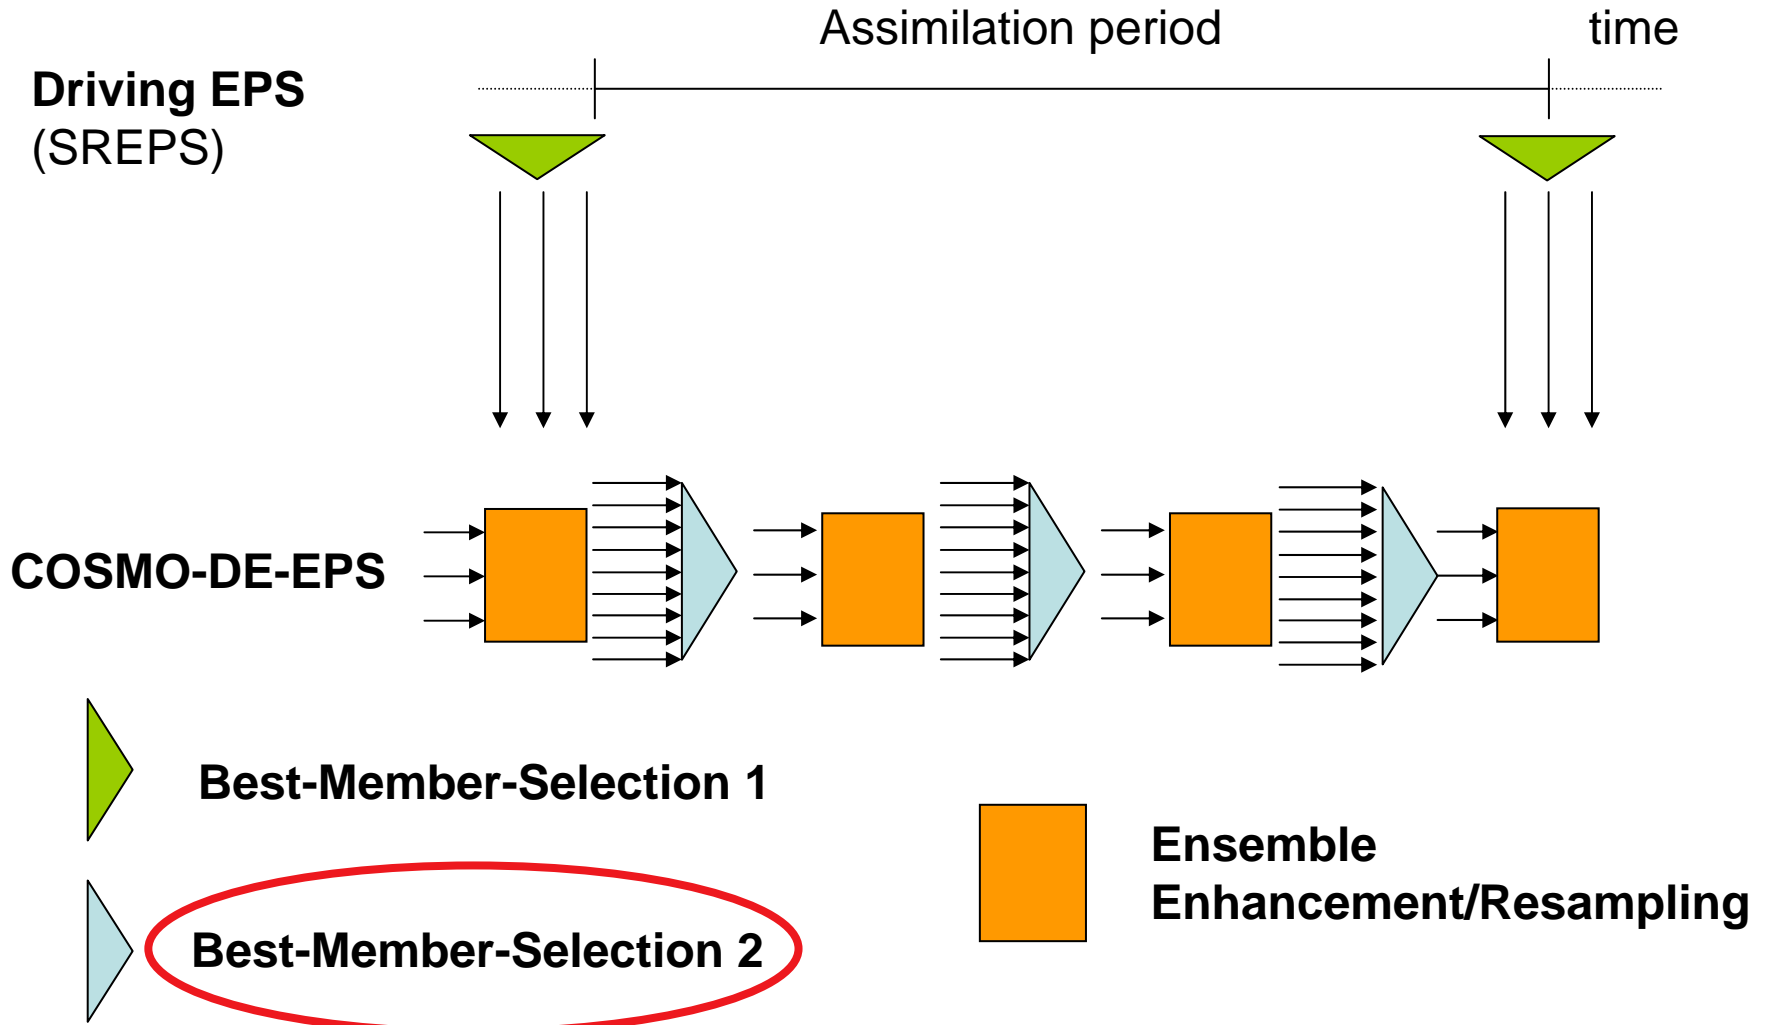 Assimilation period
time
Driving EPS
(SREPS)
COSMO-DE-EPS
Best-Member-Selection 1
Ensemble
Enhancement/Resampling
Best-Member-Selection 2